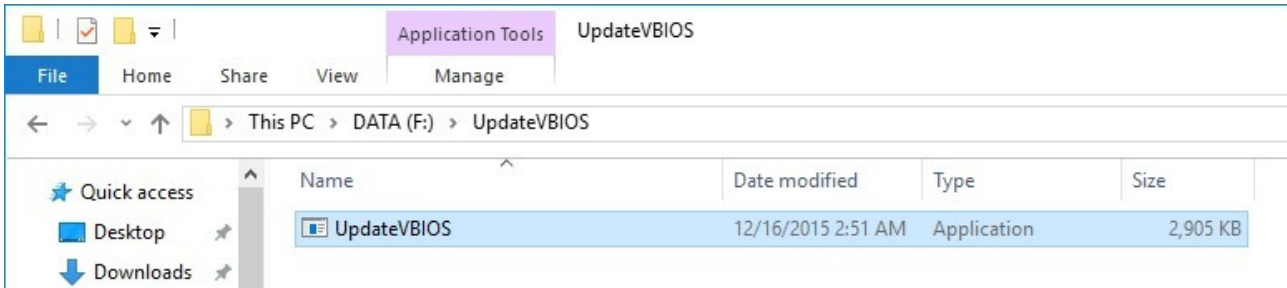 Application Tools UpdateVBIOS
File Home Share View Manage
This PC > DATA (F:) > UpdateVBIOS
Quick access
Desktop
Downloads
Name Date modified Type Size
UpdateVBIOS 12/16/2015 2:51 AM Application 2,905 KB